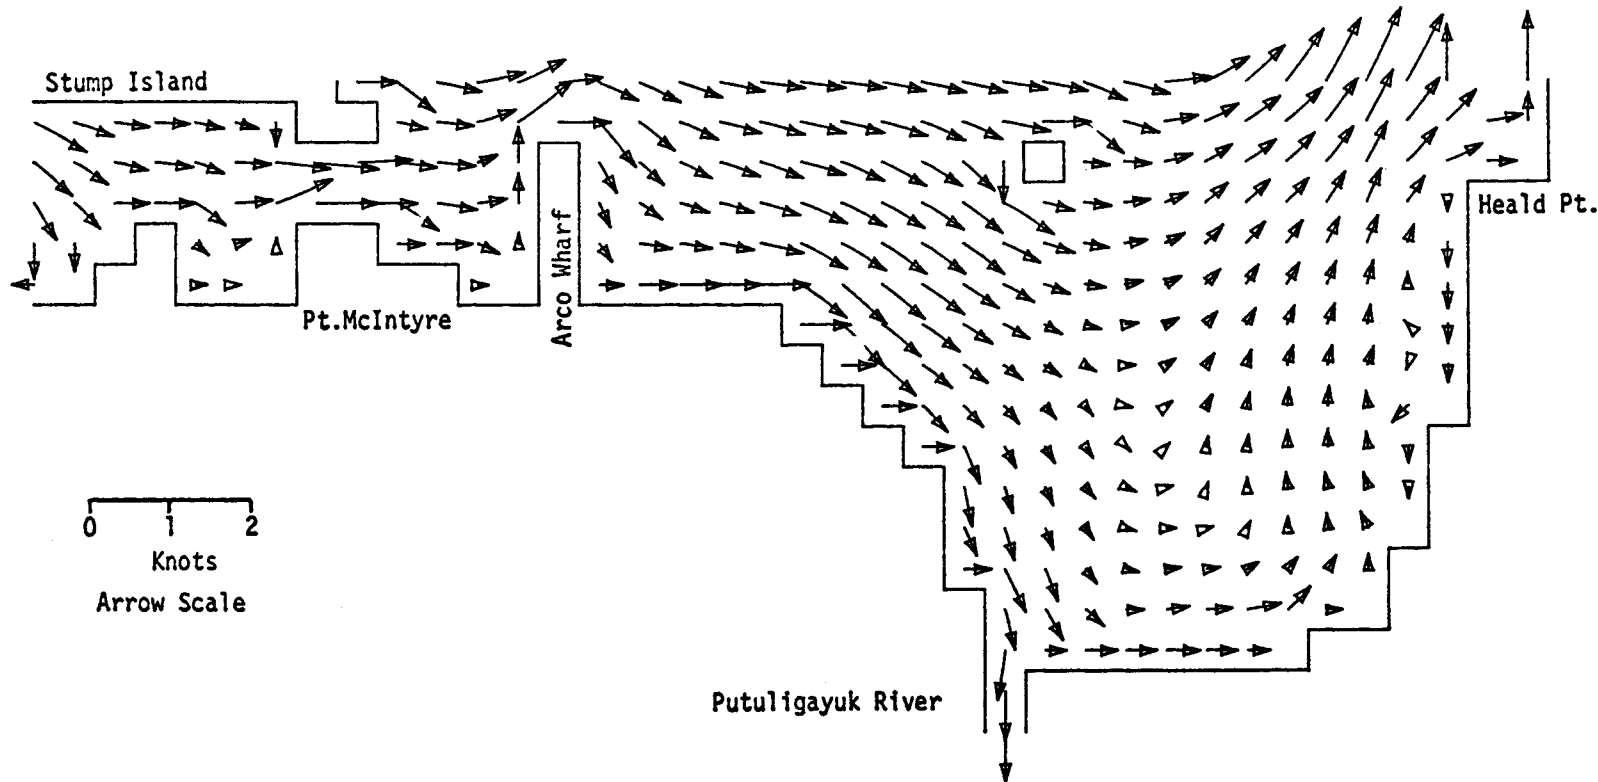 Stump Island
Heald Pt.
Arco Wharf
Pt.McIntyre
0 1 2
Knots
Arrow Scale
Putuligayuk River